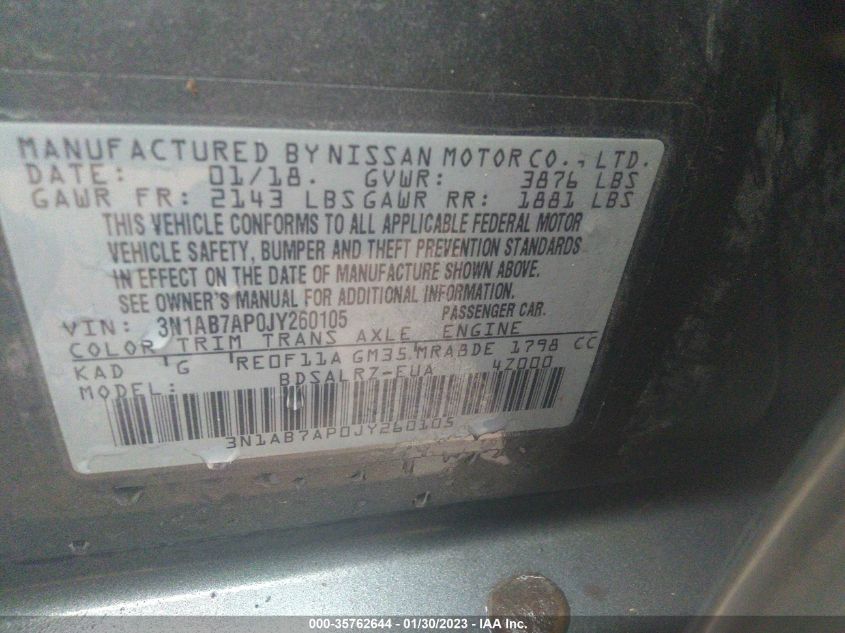 MANUFACTURED BY NISSAN MOTOR CO., LTD.
DATE: 01/18. GVWR: 3876 LBS
GAWR FR: 2143 LBS GAWR RR: 1881 LBS
THIS VEHICLE CONFORMS TO ALL APPLICABLE FEDERAL MOTOR
VEHICLE SAFETY, BUMPER AND THEFT PREVENTION STANDARDS
IN EFFECT ON THE DATE OF MANUFACTURE SHOWN ABOVE.
SEE OWNER'S MANUAL FOR ADDITIONAL INFORMATION.
VIN: 3N1AB7AP0JY260105 PASSENGER CAR.
COLOR TRIM TRANS AXLE ENGINE
KAD G RE0F11A GM35 MRA8DE 1798 CC
MODEL: BDSALRZ-EUA 4Z000
3N1AB7AP0JY260105
000-35762644 - 01/30/2023 - IAA Inc.